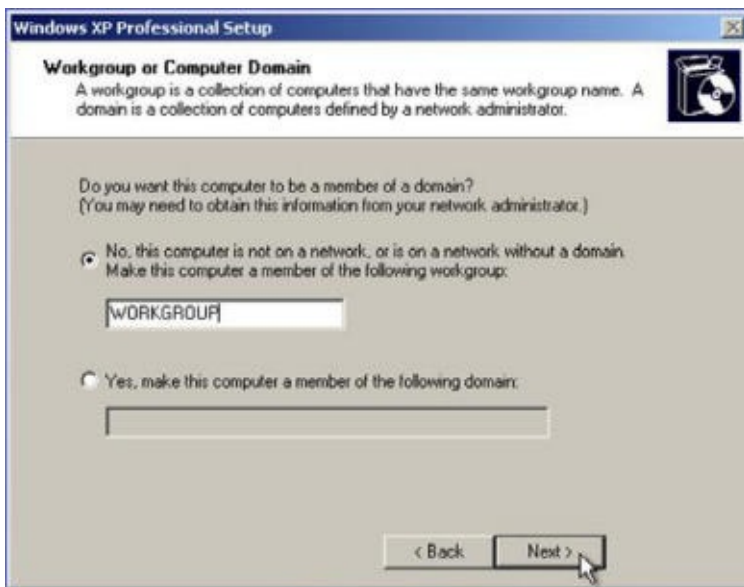 Windows XP Professional Setup
Workgroup or Computer Domain
A workgroup is a collection of computers that have the same workgroup name. A
domain is a collection of computers defined by a network administrator.
Do you want this computer to be a member of a domain?
(You may need to obtain this information from your network administrator.)
No, this computer is not on a network, or is on a network without a domain.
Make this computer a member of the following workgroup:
WORKGROUP
Yes, make this computer a member of the following domain:
< Back
Next >